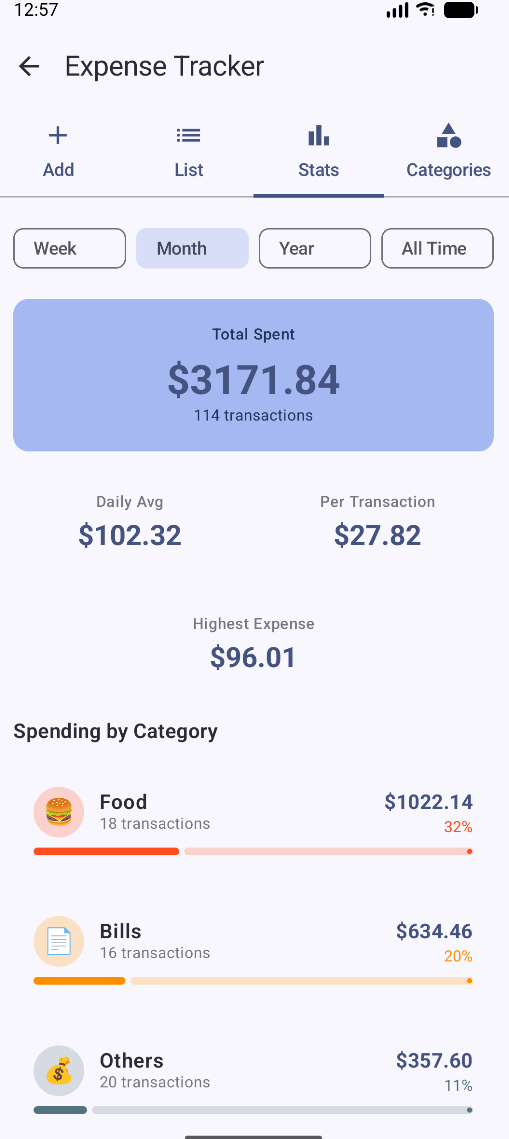 12:57
Expense Tracker
Add List Stats Categories
Week Month Year All Time
Total Spent
$3171.84
114 transactions
Daily Avg Per Transaction
$102.32 $27.82
Highest Expense
$96.01
Spending by Category
Food $1022.14
18 transactions 32%
Bills $634.46
16 transactions 20%
Others $357.60
20 transactions 11%